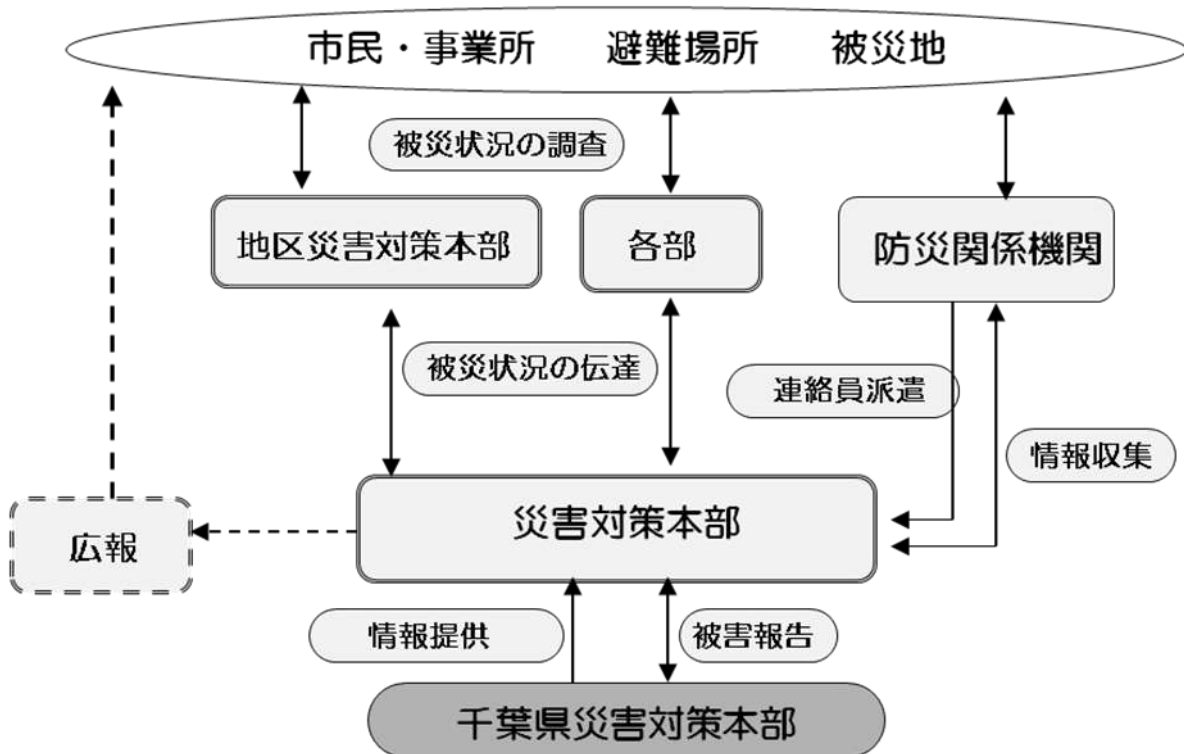 市民・事業所　避難場所　被災地
被災状況の調査
地区災害対策本部
各部
防災関係機関
被災状況の伝達
連絡員派遣
情報収集
災害対策本部
広報
情報提供
被害報告
千葉県災害対策本部